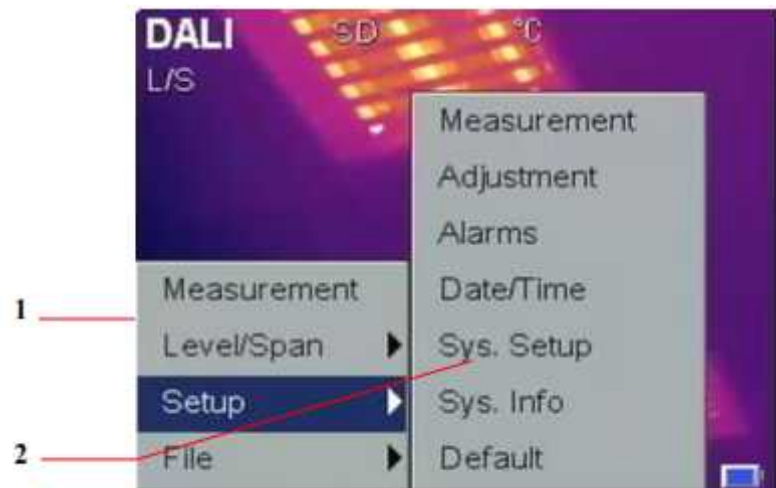 DALI SD °C
L/S
Measurement
Level/Span
Setup
File
Measurement
Adjustment
Alarms
Date/Time
Sys. Setup
Sys. Info
Default
1
2